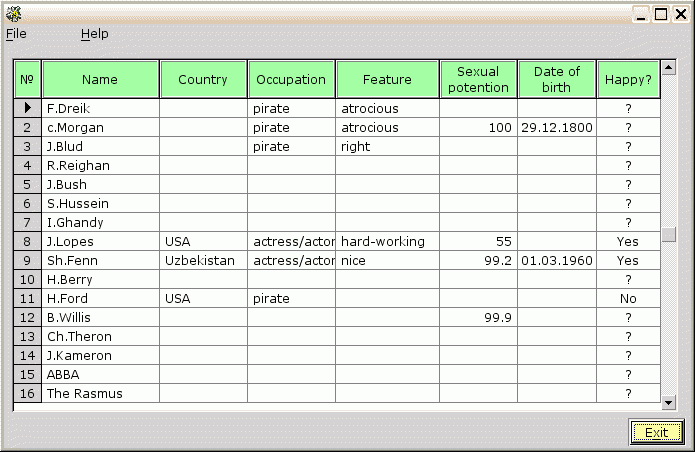 File Help
№ Name Country Occupation Feature Sexual potention Date of birth Happy?
F.Dreik pirate atrocious ?
2 c.Morgan pirate atrocious 100 29.12.1800 ?
3 J.Blud pirate right ?
4 R.Reighan ?
5 J.Bush ?
6 S.Hussein ?
7 I.Ghandy ?
8 J.Lopes USA actress/actor hard-working 55 Yes
9 Sh.Fenn Uzbekistan actress/actor nice 99.2 01.03.1960 Yes
10 H.Berry ?
11 H.Ford USA pirate No
12 B.Willis 99.9 ?
13 Ch.Theron ?
14 J.Kameron ?
15 ABBA ?
16 The Rasmus ?
Exit